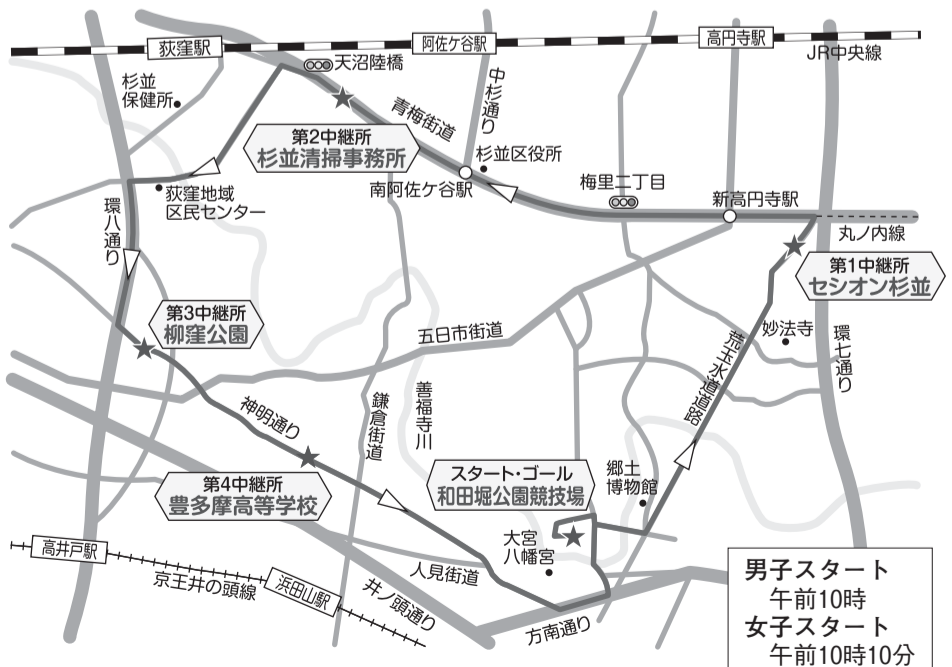 荻窪駅
阿佐ケ谷駅
高円寺駅
JR中央線
天沼陸橋
杉並
保健所
中杉通り
青梅街道
第2中継所
杉並清掃事務所
杉並区役所
南阿佐ケ谷駅
梅里二丁目
新高円寺駅
丸ノ内線
荻窪地域
区民センター
環八通り
第1中継所
セシオン杉並
第3中継所
柳窪公園
五日市街道
妙法寺
環七通り
荒玉水道道路
神明通り
鎌倉街道
善福寺川
第4中継所
豊多摩高等学校
スタート・ゴール
和田堀公園競技場
郷土
博物館
大宮
八幡宮
高井戸駅
京王井の頭線
浜田山駅
人見街道
井ノ頭通り
方南通り
男子スタート
午前10時
女子スタート
午前10時10分